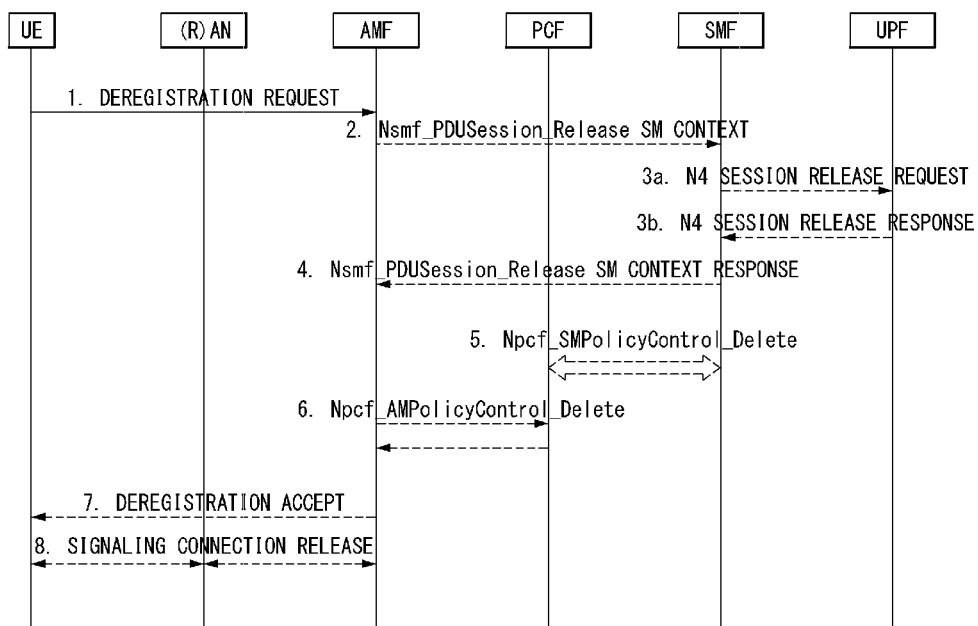 UE (R)AN AMF PCF SMF UPF
1. DEREGISTRATION REQUEST
2. Nsmf_PDUSession_Release SM CONTEXT
3a. N4 SESSION RELEASE REQUEST
3b. N4 SESSION RELEASE RESPONSE
4. Nsmf_PDUSession_Release SM CONTEXT RESPONSE
5. Npcf_SMPolicyControl_Delete
6. Npcf_AMPolicyControl_Delete
7. DEREGISTRATION ACCEPT
8. SIGNALING CONNECTION RELEASE